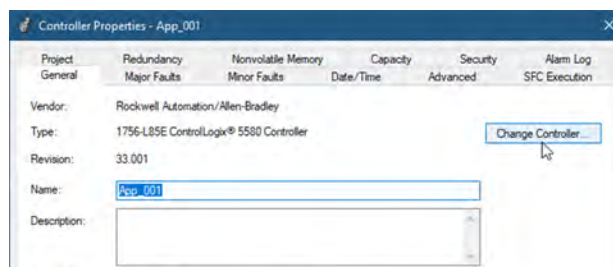 Controller Properties - App_001
Project Redundancy Nonvolatile Memory Capacity Security Alarm Log
General Major Faults Minor Faults Date/Time Advanced SFC Execution
Vendor: Rockwell Automation/Allen-Bradley
Type: 1756-L85E ControlLogix® 5580 Controller Change Controller...
Revision: 33.001
Name: App_001
Description: